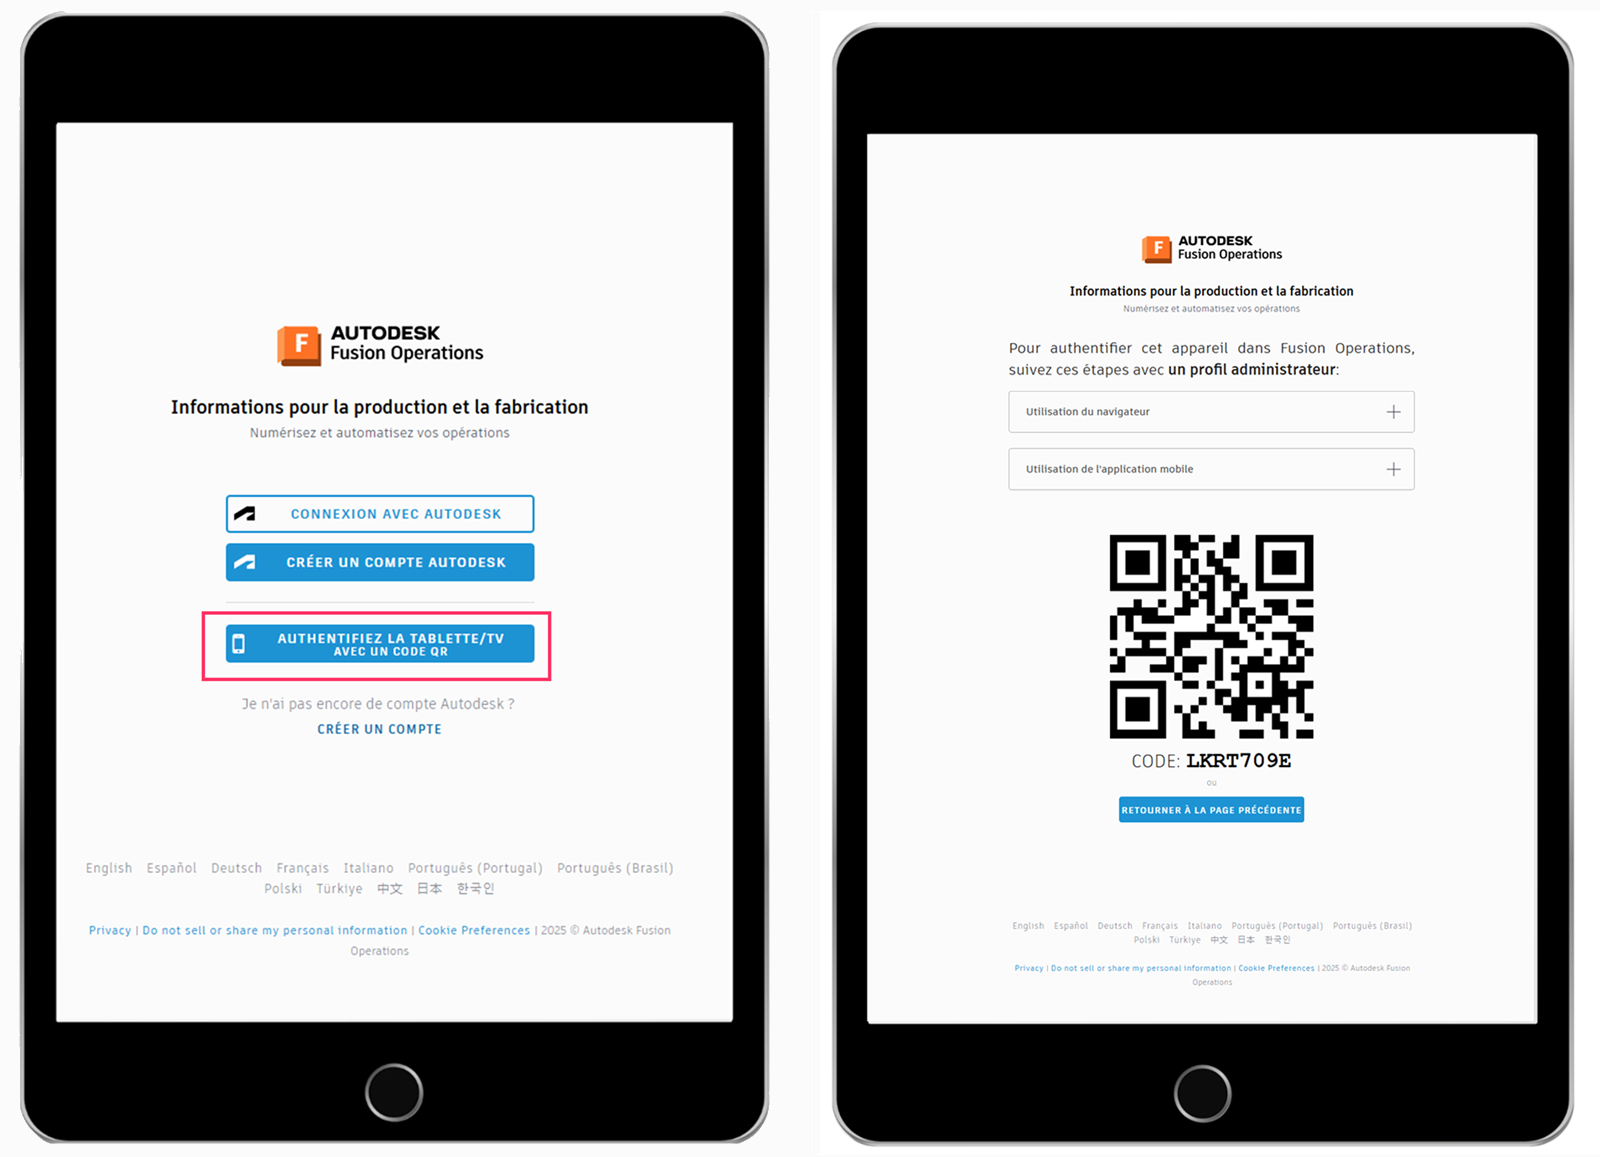 F
AUTODESK
Fusion Operations
Informations pour la production et la fabrication
Numérisez et automatisez vos opérations
CONNEXION AVEC AUTODESK
CRÉER UN COMPTE AUTODESK
AUTHENTIFIEZ LA TABLETTE/TV
AVEC UN CODE QR
Je n'ai pas encore de compte Autodesk ?
CRÉER UN COMPTE
English Español Deutsch Français Italiano Português (Portugal) Português (Brasil)
Polski Türkiye 中文 日本 한국인
Privacy | Do not sell or share my personal information | Cookie Preferences | 2025 © Autodesk Fusion
Operations
F
AUTODESK
Fusion Operations
Informations pour la production et la fabrication
Numérisez et automatisez vos opérations
Pour authentifier cet appareil dans Fusion Operations,
suivez ces étapes avec un profil administrateur:
Utilisation du navigateur
Utilisation de l'application mobile
CODE: LKRT709E
ou
RETOURNER À LA PAGE PRÉCÉDENTE
English Español Deutsch Français Italiano Português (Portugal) Português (Brasil)
Polski Türkiye 中文 日本 한국인
Privacy | Do not sell or share my personal information | Cookie Preferences | 2025 © Autodesk Fusion
Operations